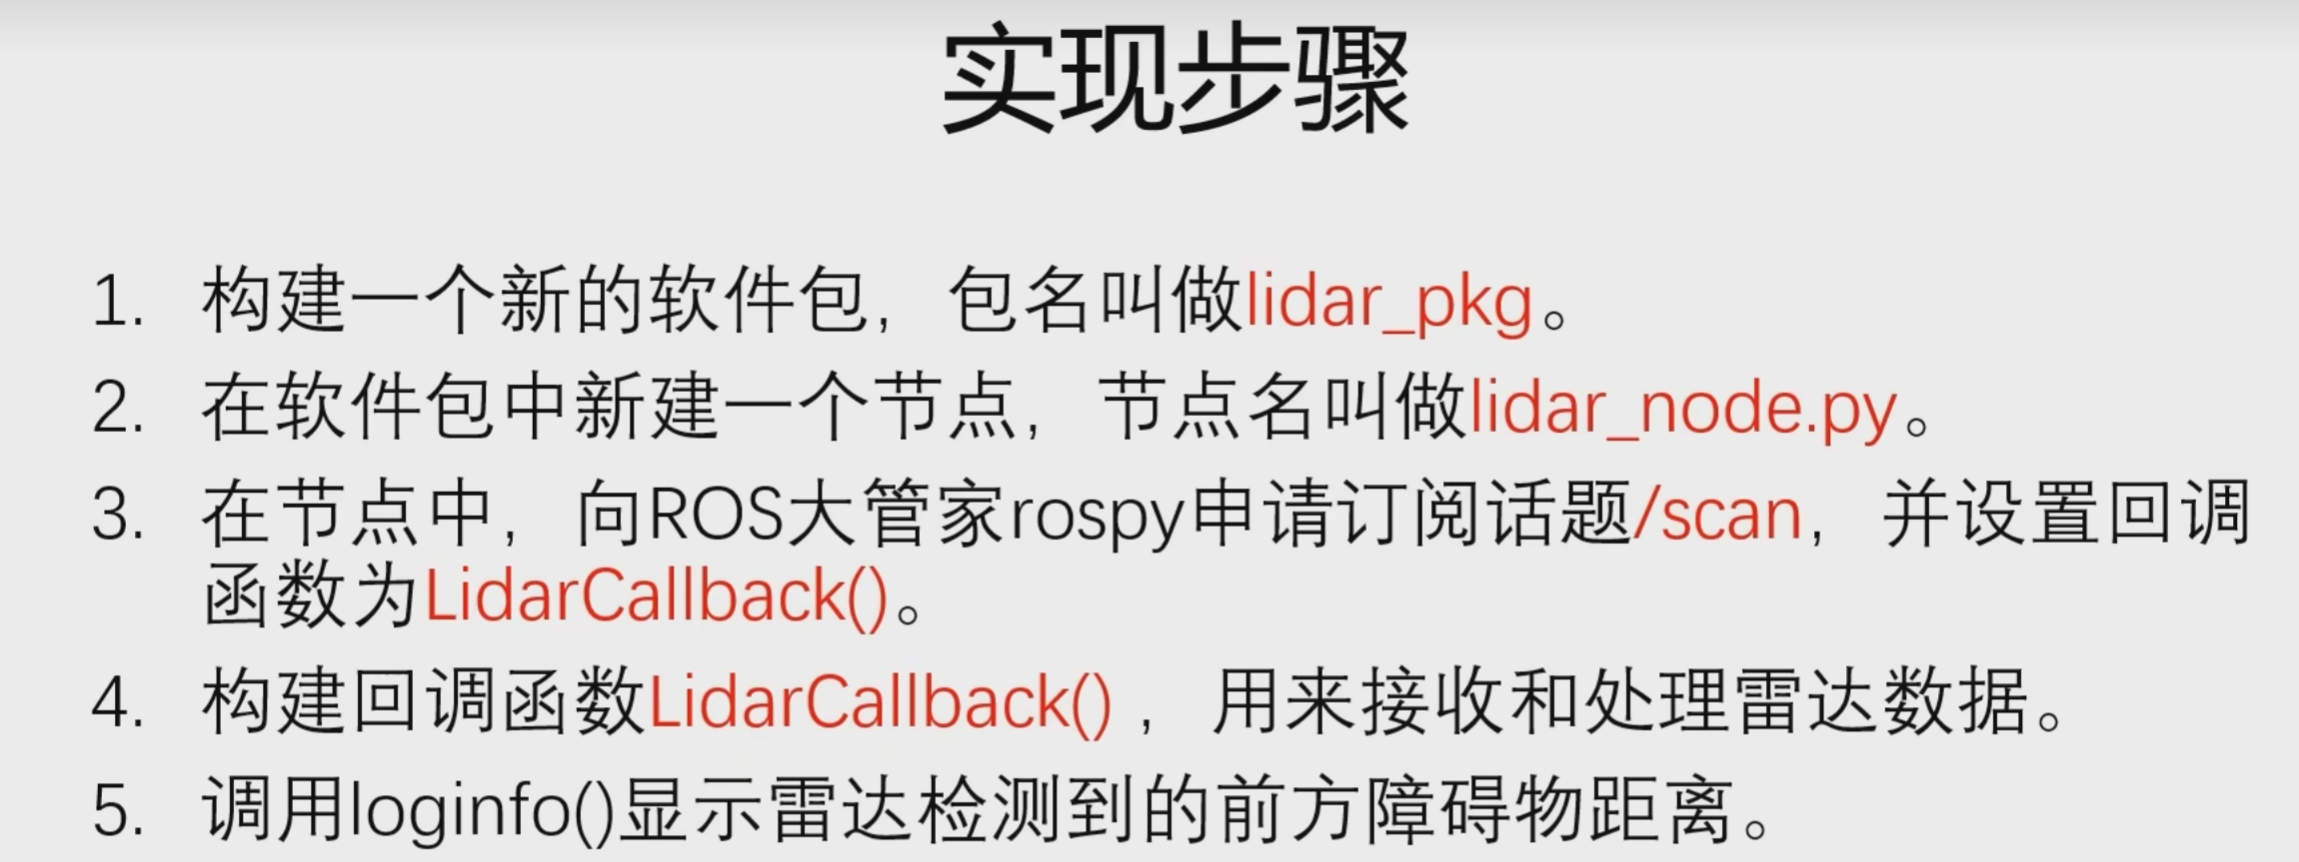 实现步骤
1. 构建一个新的软件包，包名叫做lidar_pkg。
2. 在软件包中新建一个节点，节点名叫做lidar_node.py。
3. 在节点中，向ROS大管家rospy申请订阅话题/scan，并设置回调
函数为LidarCallback()。
4. 构建回调函数LidarCallback() ，用来接收和处理雷达数据。
5. 调用loginfo()显示雷达检测到的前方障碍物距离。